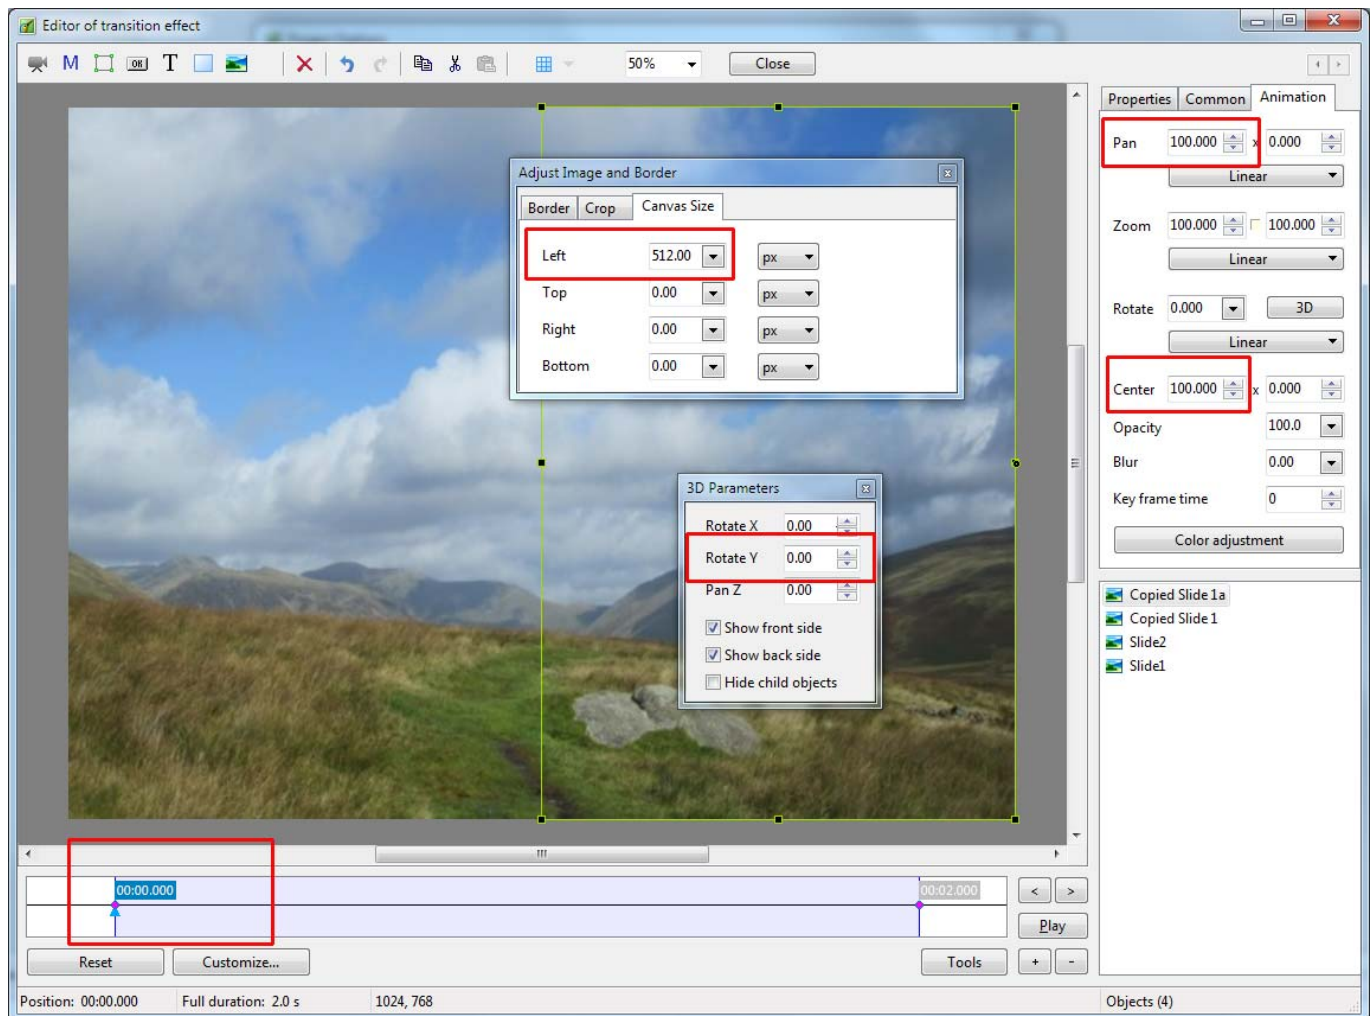 Editor of transition effect
M OK T 50% Close
Properties Common Animation
Pan 100.000 x 0.000
Linear
Zoom 100.000 100.000
Linear
Rotate 0.000 3D
Linear
Center 100.000 x 0.000
Opacity 100.0
Blur 0.00
Key frame time 0
Color adjustment
Adjust Image and Border
Border Crop Canvas Size
Left 512.00 px
Top 0.00 px
Right 0.00 px
Bottom 0.00 px
3D Parameters
Rotate X 0.00
Rotate Y 0.00
Pan Z 0.00
Show front side
Show back side
Hide child objects
Copied Slide 1a
Copied Slide 1
Slide2
Slide1
00:00.000 00:02.000
< >
Play
Reset Customize... Tools + -
Position: 00:00.000 Full duration: 2.0 s 1024, 768 Objects (4)